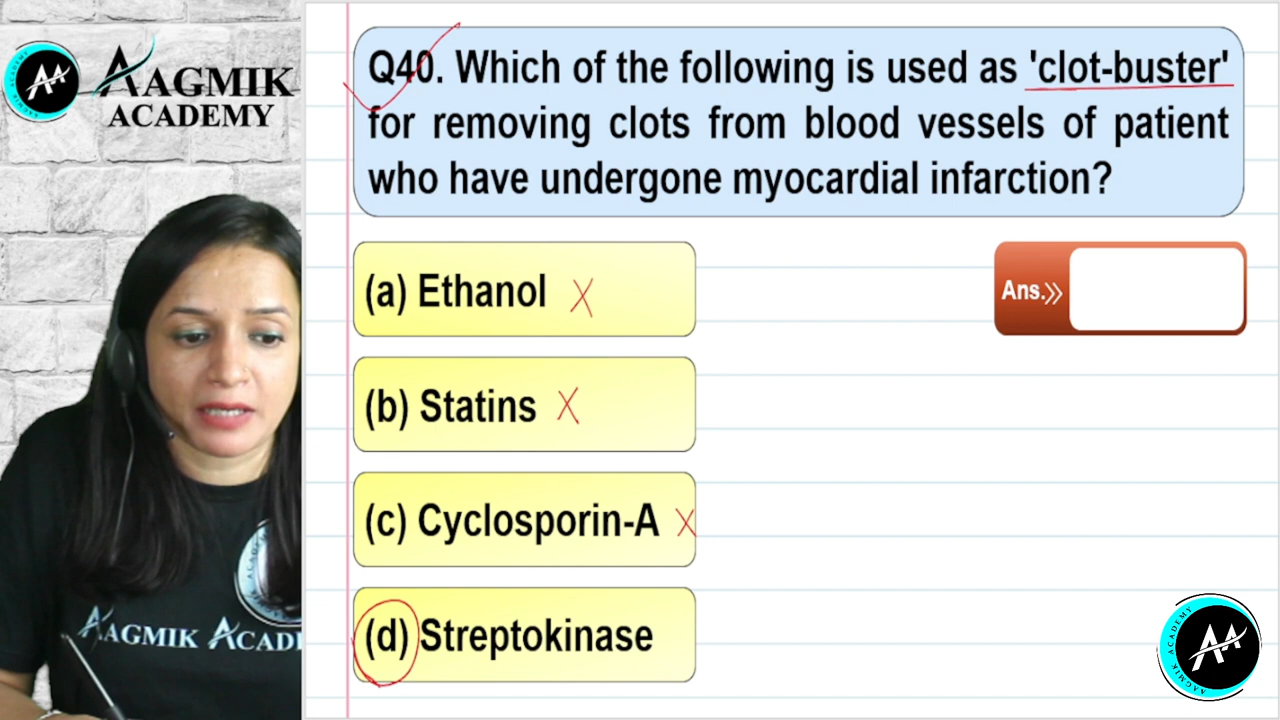 AAGMIK
ACADEMY
Q40. Which of the following is used as 'clot-buster'
for removing clots from blood vessels of patient
who have undergone myocardial infarction?
(a) Ethanol
(b) Statins
(c) Cyclosporin-A
(d) Streptokinase
Ans.
AAGMIK ACADE